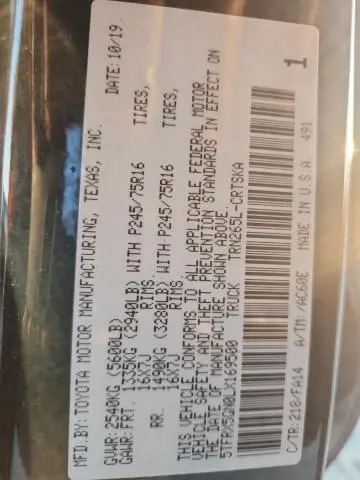 MFD.BY: TOYOTA MOTOR MANUFACTURING, TEXAS, INC. DATE: 10/19
GVWR: 2540KG (5600LB)
GAWR: FRT. 1335KG (2940LB) WITH P245/75R16 TIRES,
16X7J RIMS.
RR. 1490KG (3280LB) WITH P245/75R16 TIRES,
16X7J RIMS.
THIS VEHICLE CONFORMS TO ALL APPLICABLE FEDERAL MOTOR
VEHICLE SAFETY AND THEFT PREVENTION STANDARDS IN EFFECT ON
THE DATE OF MANUFACTURE SHOWN ABOVE.
5TFRX5GN0LX169500 TRUCK TRN265L-CRTSKA
C/TR: 218/FA14 A/TM: /AC60E MADE IN U.S.A. 491 1